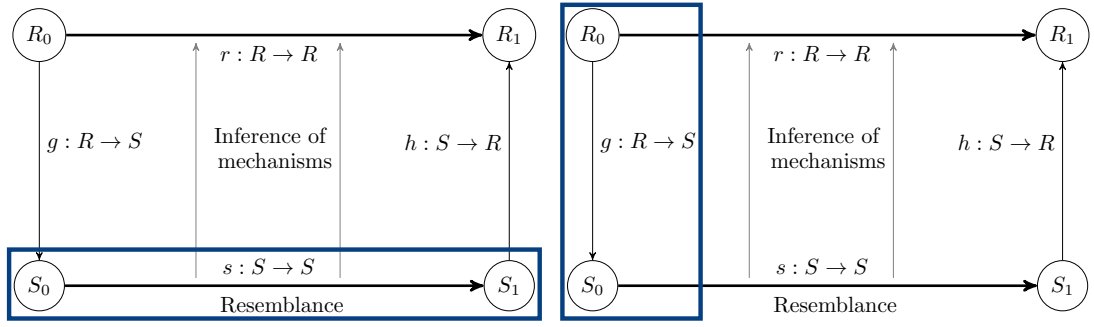 R₀
R₁
r : R → R
g : R → S
Inference of
mechanisms
h : S → R
s : S → S
S₀
S₁
Resemblance
R₀
R₁
r : R → R
g : R → S
Inference of
mechanisms
h : S → R
s : S → S
S₀
S₁
Resemblance